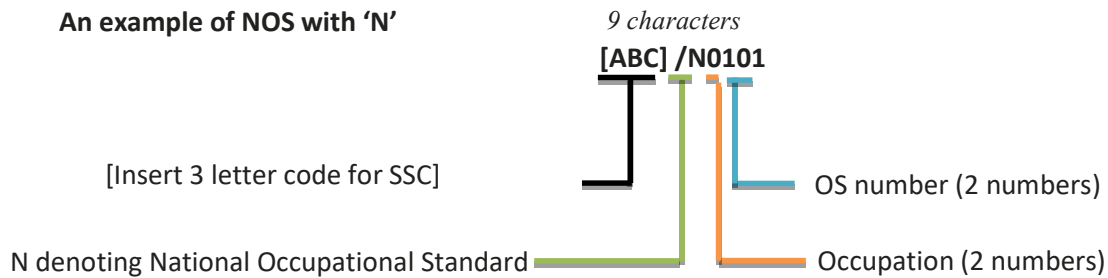 An example of NOS with ‘N’
9 characters
[ABC] /N0101
[Insert 3 letter code for SSC]
OS number (2 numbers)
N denoting National Occupational Standard
Occupation (2 numbers)